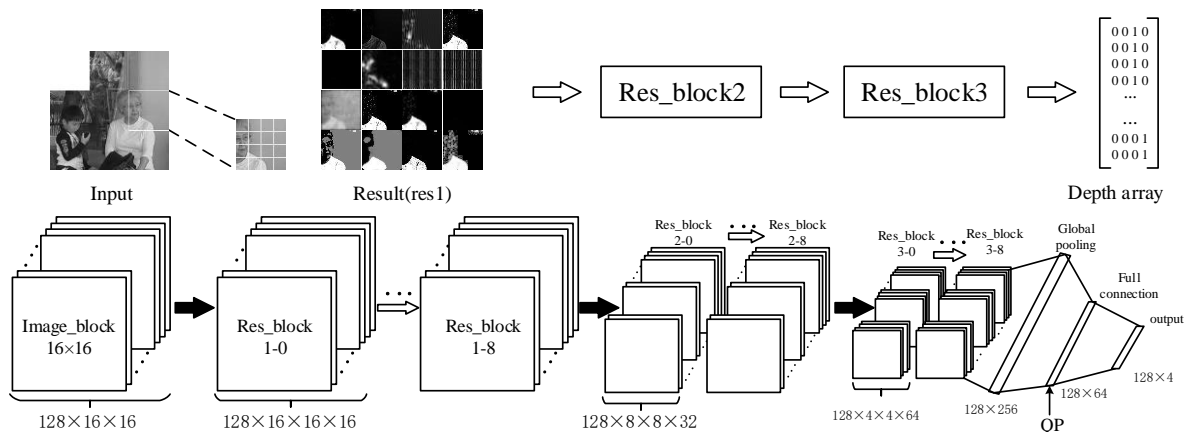 Res_block2
Res_block3
0 0 1 0
0 0 1 0
0 0 1 0
0 0 1 0
...
...
0 0 0 1
0 0 0 1
Input
Result(res1)
Depth array
Image_block
16×16
128×16×16
Res_block
1-0
128×16×16×16
...
Res_block
1-8
Res_block
2-0
...
Res_block
2-8
128×8×8×32
Res_block
3-0
...
Res_block
3-8
128×4×4×64
Global
pooling
128×256
Full
connection
128×64
QP
output
128×4